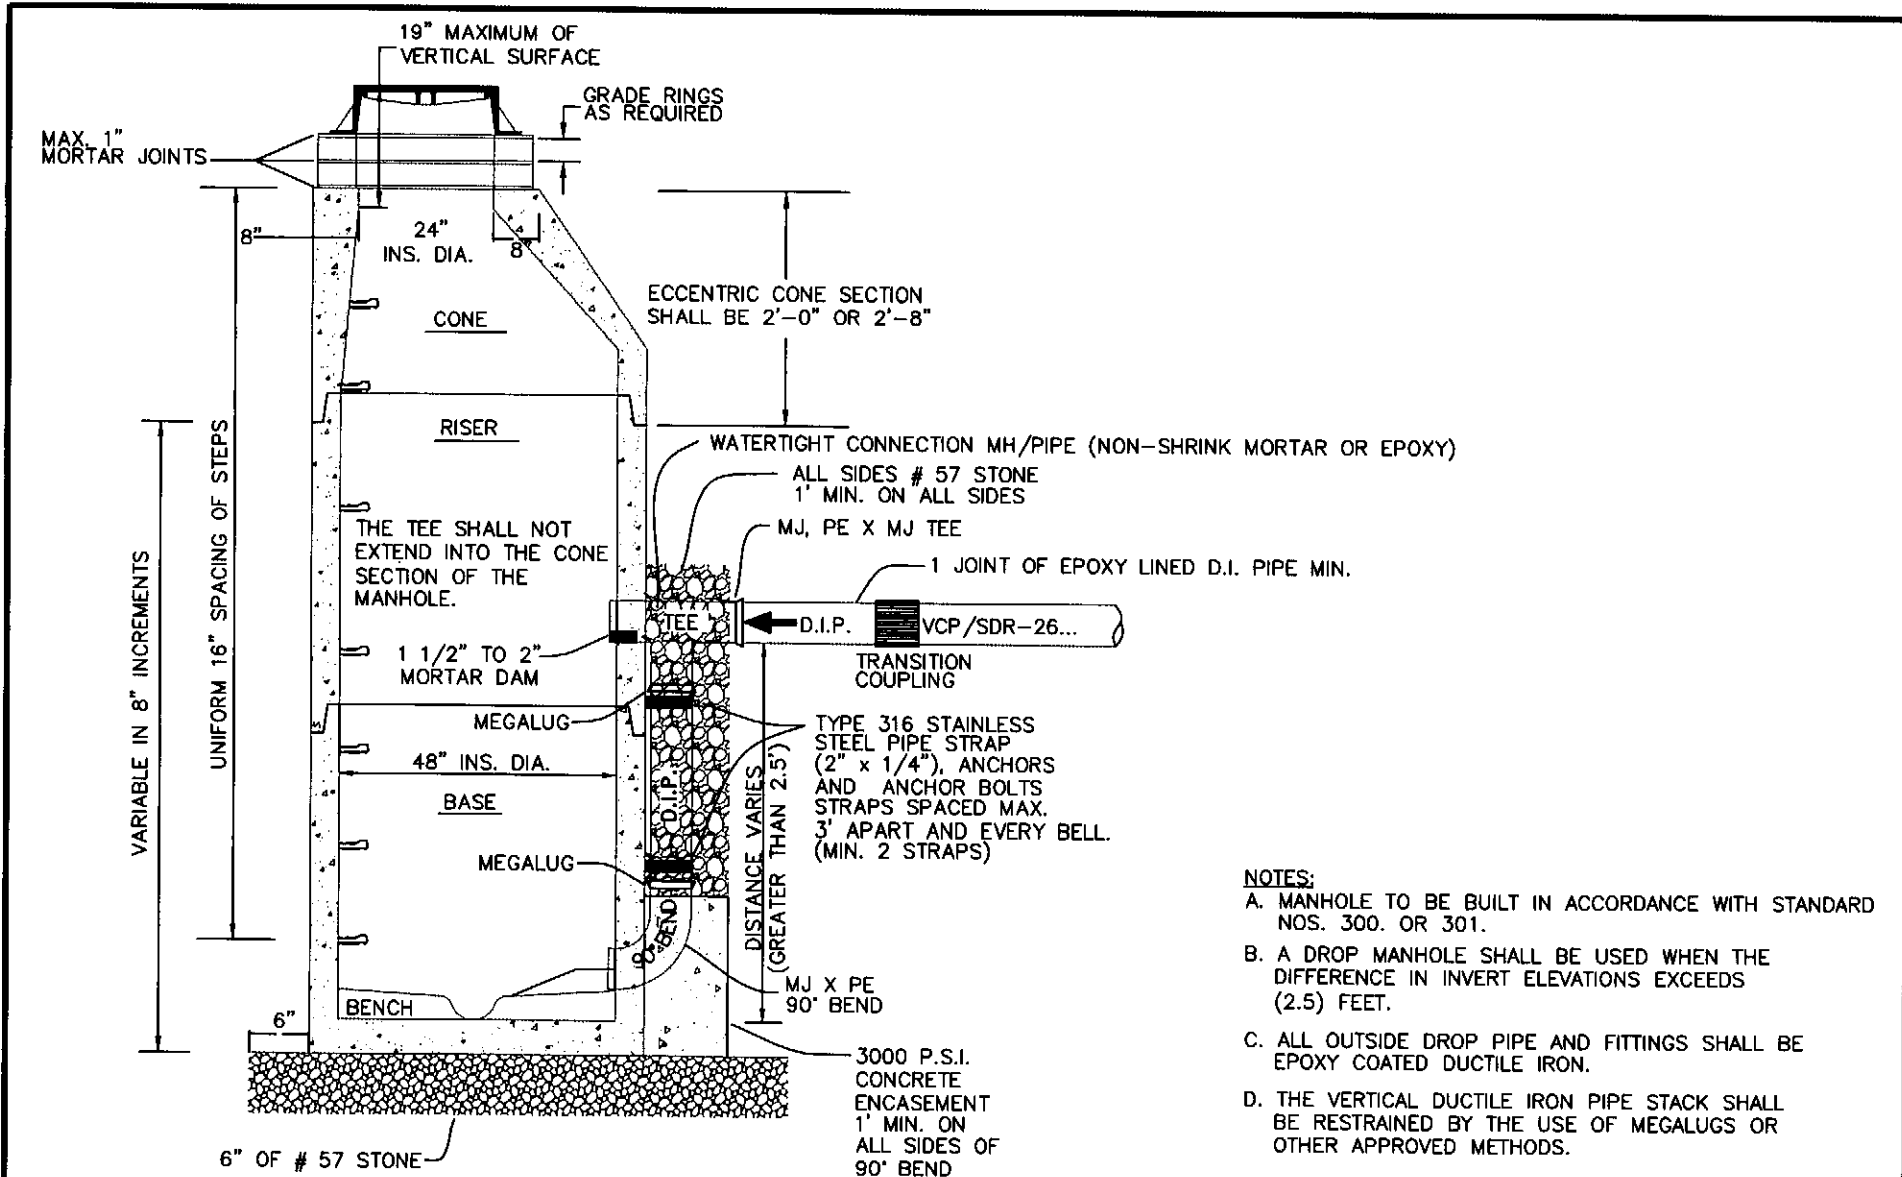 19" MAXIMUM OF
VERTICAL SURFACE
GRADE RINGS
AS REQUIRED
MAX. 1"
MORTAR JOINTS
8"
24"
INS. DIA.
8"
ECCENTRIC CONE SECTION
SHALL BE 2'-0" OR 2'-8"
CONE
RISER
WATERTIGHT CONNECTION MH/PIPE (NON-SHRINK MORTAR OR EPOXY)
ALL SIDES # 57 STONE
1' MIN. ON ALL SIDES
MJ, PE X MJ TEE
1 JOINT OF EPOXY LINED D.I. PIPE MIN.
THE TEE SHALL NOT
EXTEND INTO THE CONE
SECTION OF THE
MANHOLE.
TEE
D.I.P.
VCP/SDR-26...
TRANSITION
COUPLING
1 1/2" TO 2"
MORTAR DAM
MEGALUG
VARIABLE IN 8" INCREMENTS
UNIFORM 16" SPACING OF STEPS
TYPE 316 STAINLESS
STEEL PIPE STRAP
(2" x 1/4"), ANCHORS
AND ANCHOR BOLTS
STRAPS SPACED MAX.
3' APART AND EVERY BELL.
(MIN. 2 STRAPS)
48" INS. DIA.
BASE
D.I.P.
DISTANCE VARIES
(GREATER THAN 2.5')
MEGALUG
90° BEND
MJ X PE
90° BEND
BENCH
6"
3000 P.S.I.
CONCRETE
ENCASEMENT
1' MIN. ON
ALL SIDES OF
90° BEND
6" OF # 57 STONE
NOTES:
A. MANHOLE TO BE BUILT IN ACCORDANCE WITH STANDARD
NOS. 300. OR 301.
B. A DROP MANHOLE SHALL BE USED WHEN THE
DIFFERENCE IN INVERT ELEVATIONS EXCEEDS
(2.5) FEET.
C. ALL OUTSIDE DROP PIPE AND FITTINGS SHALL BE
EPOXY COATED DUCTILE IRON.
D. THE VERTICAL DUCTILE IRON PIPE STACK SHALL
BE RESTRAINED BY THE USE OF MEGALUGS OR
OTHER APPROVED METHODS.